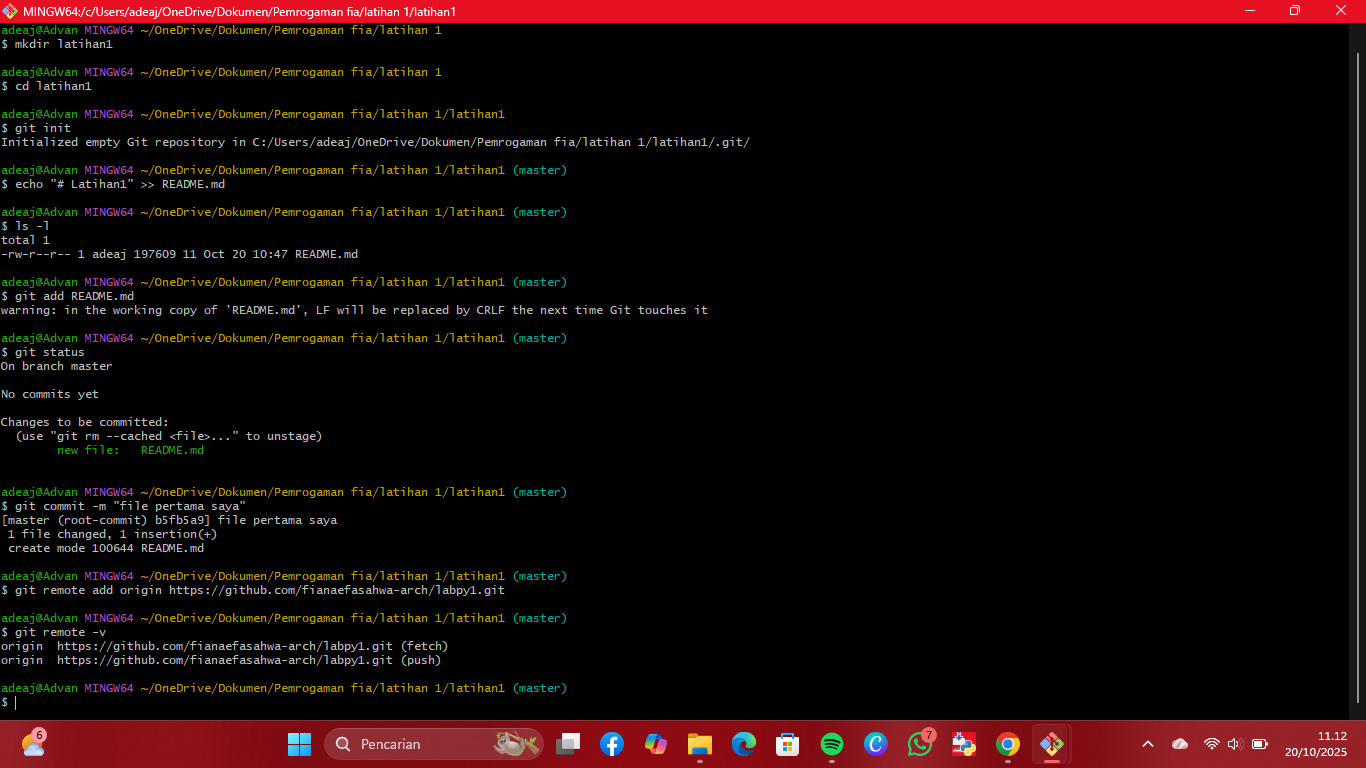 MINGW64:/c/Users/adeaj/OneDrive/Dokumen/Pemrogaman fia/latihan 1/latihan1
adeaj@Advan MINGW64 ~/OneDrive/Dokumen/Pemrogaman fia/latihan 1
$ mkdir latihan1
adeaj@Advan MINGW64 ~/OneDrive/Dokumen/Pemrogaman fia/latihan 1
$ cd latihan1
adeaj@Advan MINGW64 ~/OneDrive/Dokumen/Pemrogaman fia/latihan 1/latihan1
$ git init
Initialized empty Git repository in C:/Users/adeaj/OneDrive/Dokumen/Pemrogaman fia/latihan 1/latihan1/.git/
adeaj@Advan MINGW64 ~/OneDrive/Dokumen/Pemrogaman fia/latihan 1/latihan1 (master)
$ echo "# Latihan1" >> README.md
adeaj@Advan MINGW64 ~/OneDrive/Dokumen/Pemrogaman fia/latihan 1/latihan1 (master)
$ ls -l
total 1
-rw-r--r-- 1 adeaj 197609 11 Oct 20 10:47 README.md
adeaj@Advan MINGW64 ~/OneDrive/Dokumen/Pemrogaman fia/latihan 1/latihan1 (master)
$ git add README.md
warning: in the working copy of 'README.md', LF will be replaced by CRLF the next time Git touches it
adeaj@Advan MINGW64 ~/OneDrive/Dokumen/Pemrogaman fia/latihan 1/latihan1 (master)
$ git status
On branch master
No commits yet
Changes to be committed:
  (use "git rm --cached <file>..." to unstage)
        new file:   README.md
adeaj@Advan MINGW64 ~/OneDrive/Dokumen/Pemrogaman fia/latihan 1/latihan1 (master)
$ git commit -m "file pertama saya"
[master (root-commit) b5fb5a9] file pertama saya
 1 file changed, 1 insertion(+)
 create mode 100644 README.md
adeaj@Advan MINGW64 ~/OneDrive/Dokumen/Pemrogaman fia/latihan 1/latihan1 (master)
$ git remote add origin https://github.com/fianaefasahwa-arch/labpy1.git
adeaj@Advan MINGW64 ~/OneDrive/Dokumen/Pemrogaman fia/latihan 1/latihan1 (master)
$ git remote -v
origin  https://github.com/fianaefasahwa-arch/labpy1.git (fetch)
origin  https://github.com/fianaefasahwa-arch/labpy1.git (push)
adeaj@Advan MINGW64 ~/OneDrive/Dokumen/Pemrogaman fia/latihan 1/latihan1 (master)
$
6
Pencarian
7
11.12
20/10/2025